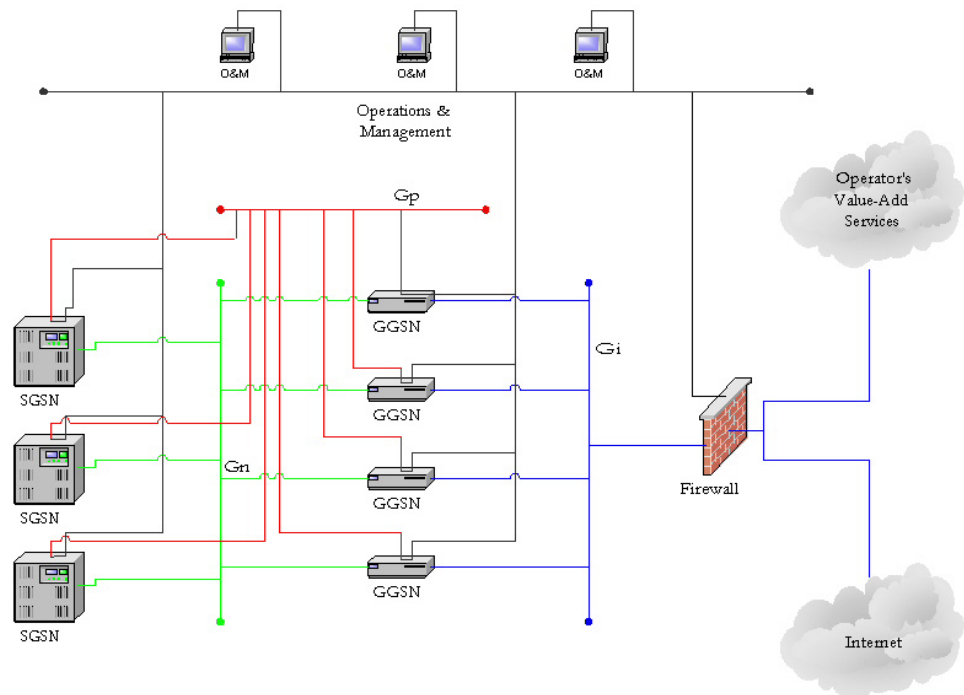 O&M
O&M
O&M
Operations &
Management
Operator's
Value-Add
Services
Gp
GGSN
Gi
SGSN
GGSN
Gn
Firewall
SGSN
GGSN
GGSN
SGSN
Internet